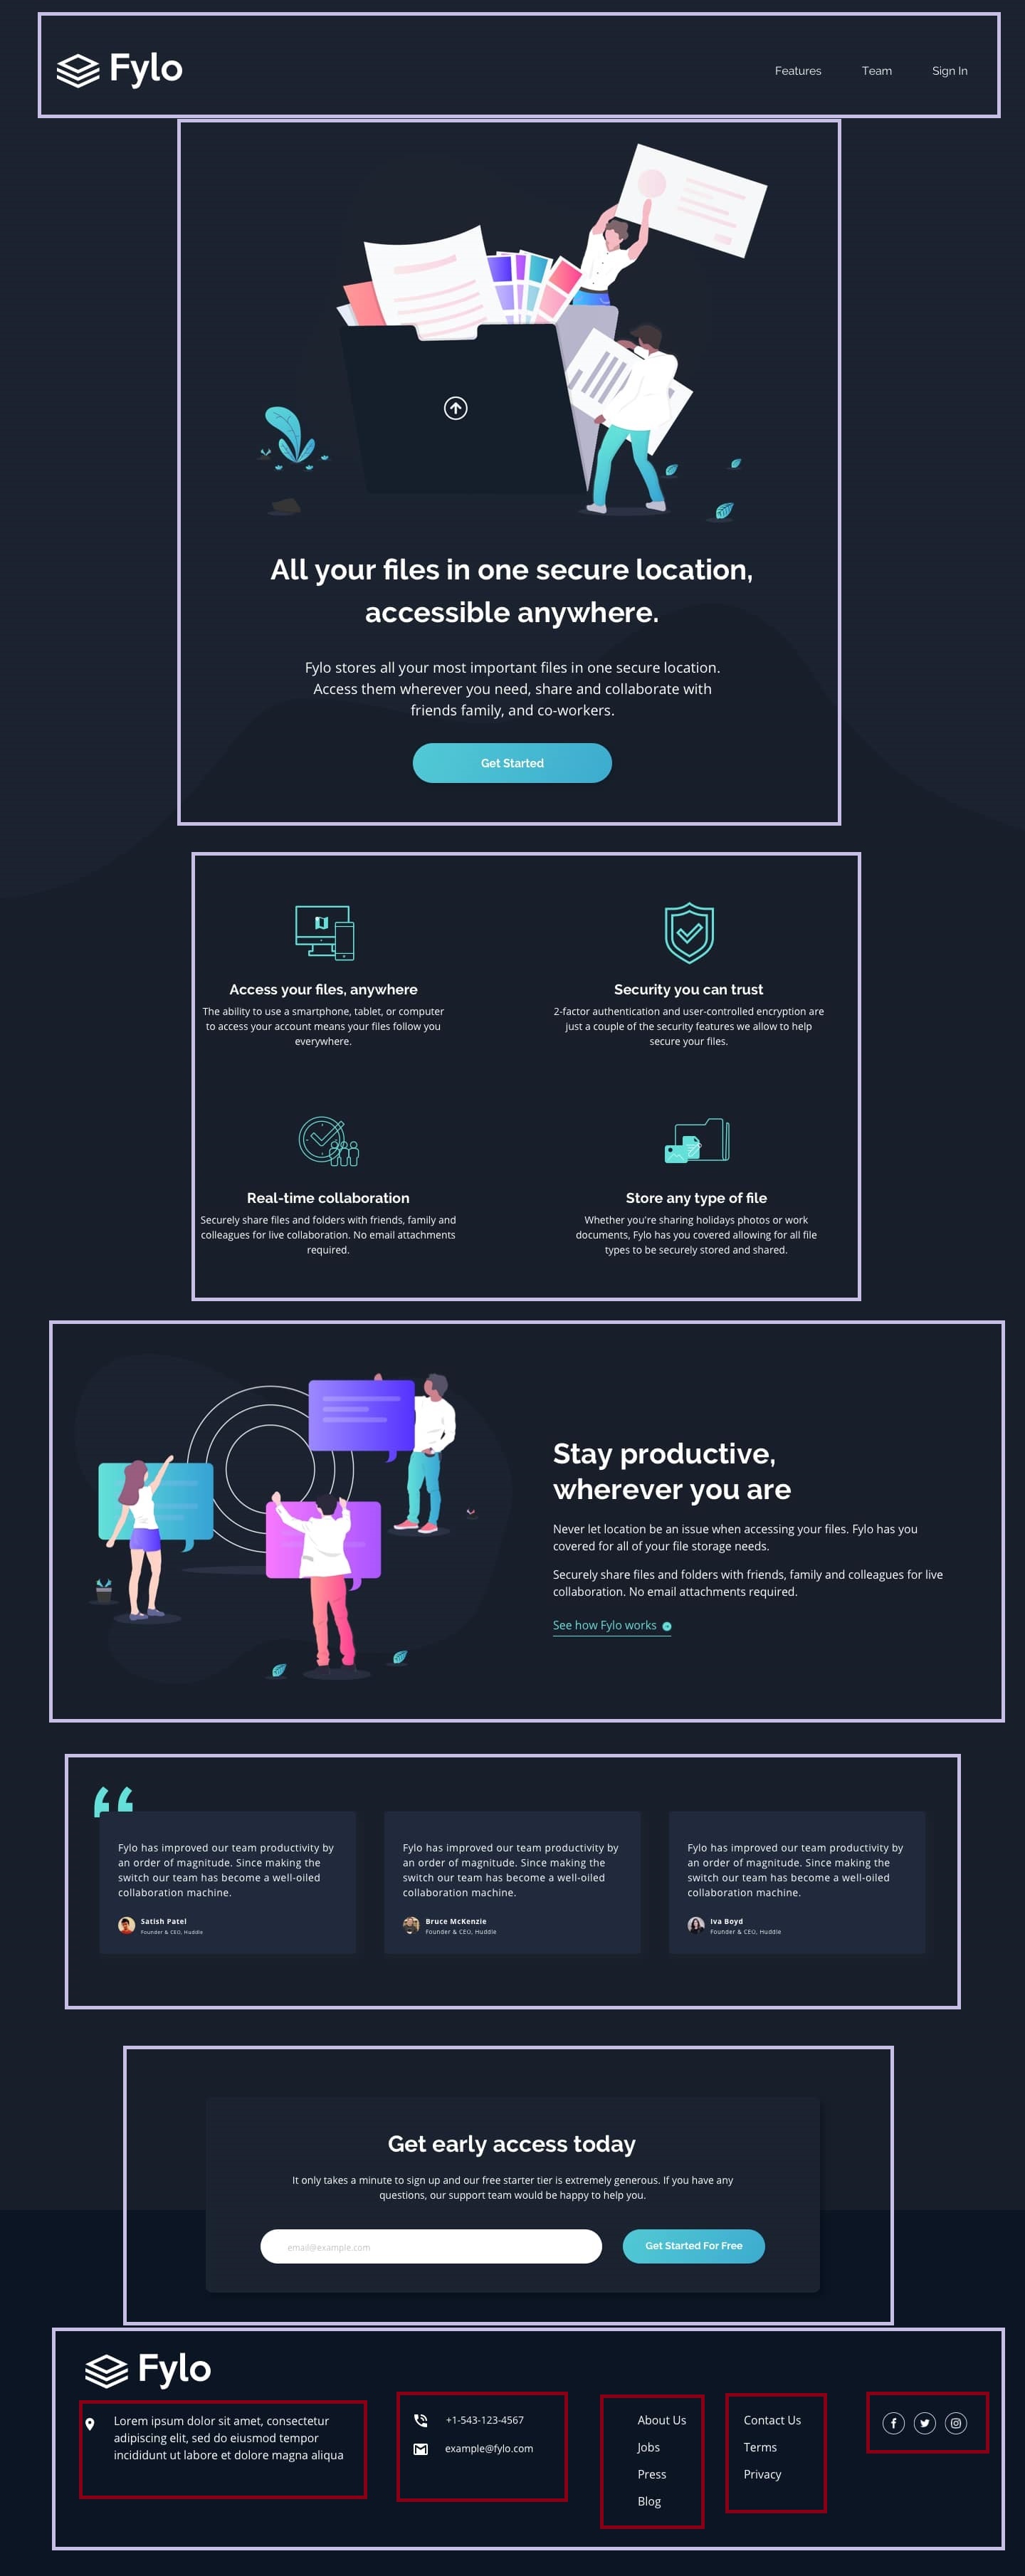 Fylo
Features
Team
Sign In
All your files in one secure location,
accessible anywhere.
Fylo stores all your most important files in one secure location.
Access them wherever you need, share and collaborate with
friends family, and co-workers.
Get Started
Access your files, anywhere
The ability to use a smartphone, tablet, or computer
to access your account means your files follow you
everywhere.
Security you can trust
2-factor authentication and user-controlled encryption are
just a couple of the security features we allow to help
secure your files.
Real-time collaboration
Securely share files and folders with friends, family and
colleagues for live collaboration. No email attachments
required.
Store any type of file
Whether you're sharing holidays photos or work
documents, Fylo has you covered allowing for all file
types to be securely stored and shared.
Stay productive,
wherever you are
Never let location be an issue when accessing your files. Fylo has you
covered for all of your file storage needs.
Securely share files and folders with friends, family and colleagues for live
collaboration. No email attachments required.
See how Fylo works
Fylo has improved our team productivity by
an order of magnitude. Since making the
switch our team has become a well-oiled
collaboration machine.
Satish Patel
Founder & CEO, Huddle
Fylo has improved our team productivity by
an order of magnitude. Since making the
switch our team has become a well-oiled
collaboration machine.
Bruce McKenzie
Founder & CEO, Huddle
Fylo has improved our team productivity by
an order of magnitude. Since making the
switch our team has become a well-oiled
collaboration machine.
Iva Boyd
Founder & CEO, Huddle
Get early access today
It only takes a minute to sign up and our free starter tier is extremely generous. If you have any
questions, our support team would be happy to help you.
email@example.com
Get Started For Free
Fylo
Lorem ipsum dolor sit amet, consectetur
adipiscing elit, sed do eiusmod tempor
incididunt ut labore et dolore magna aliqua
+1-543-123-4567
example@fylo.com
About Us
Jobs
Press
Blog
Contact Us
Terms
Privacy